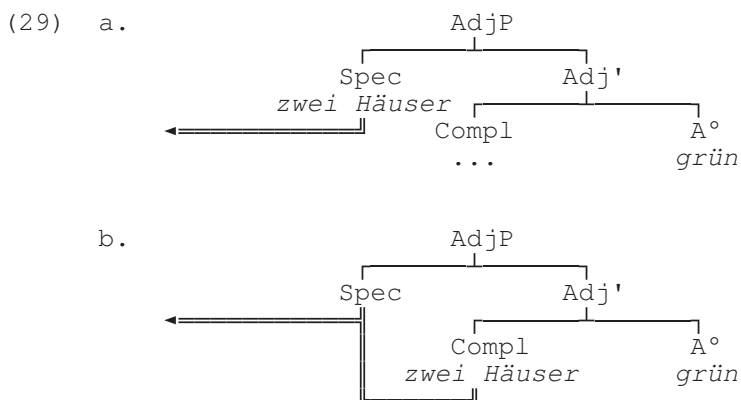 (29) a. AdjP
Spec Adj'
zwei Häuser
Compl A°
... grün
b. AdjP
Spec Adj'
Compl A°
zwei Häuser grün